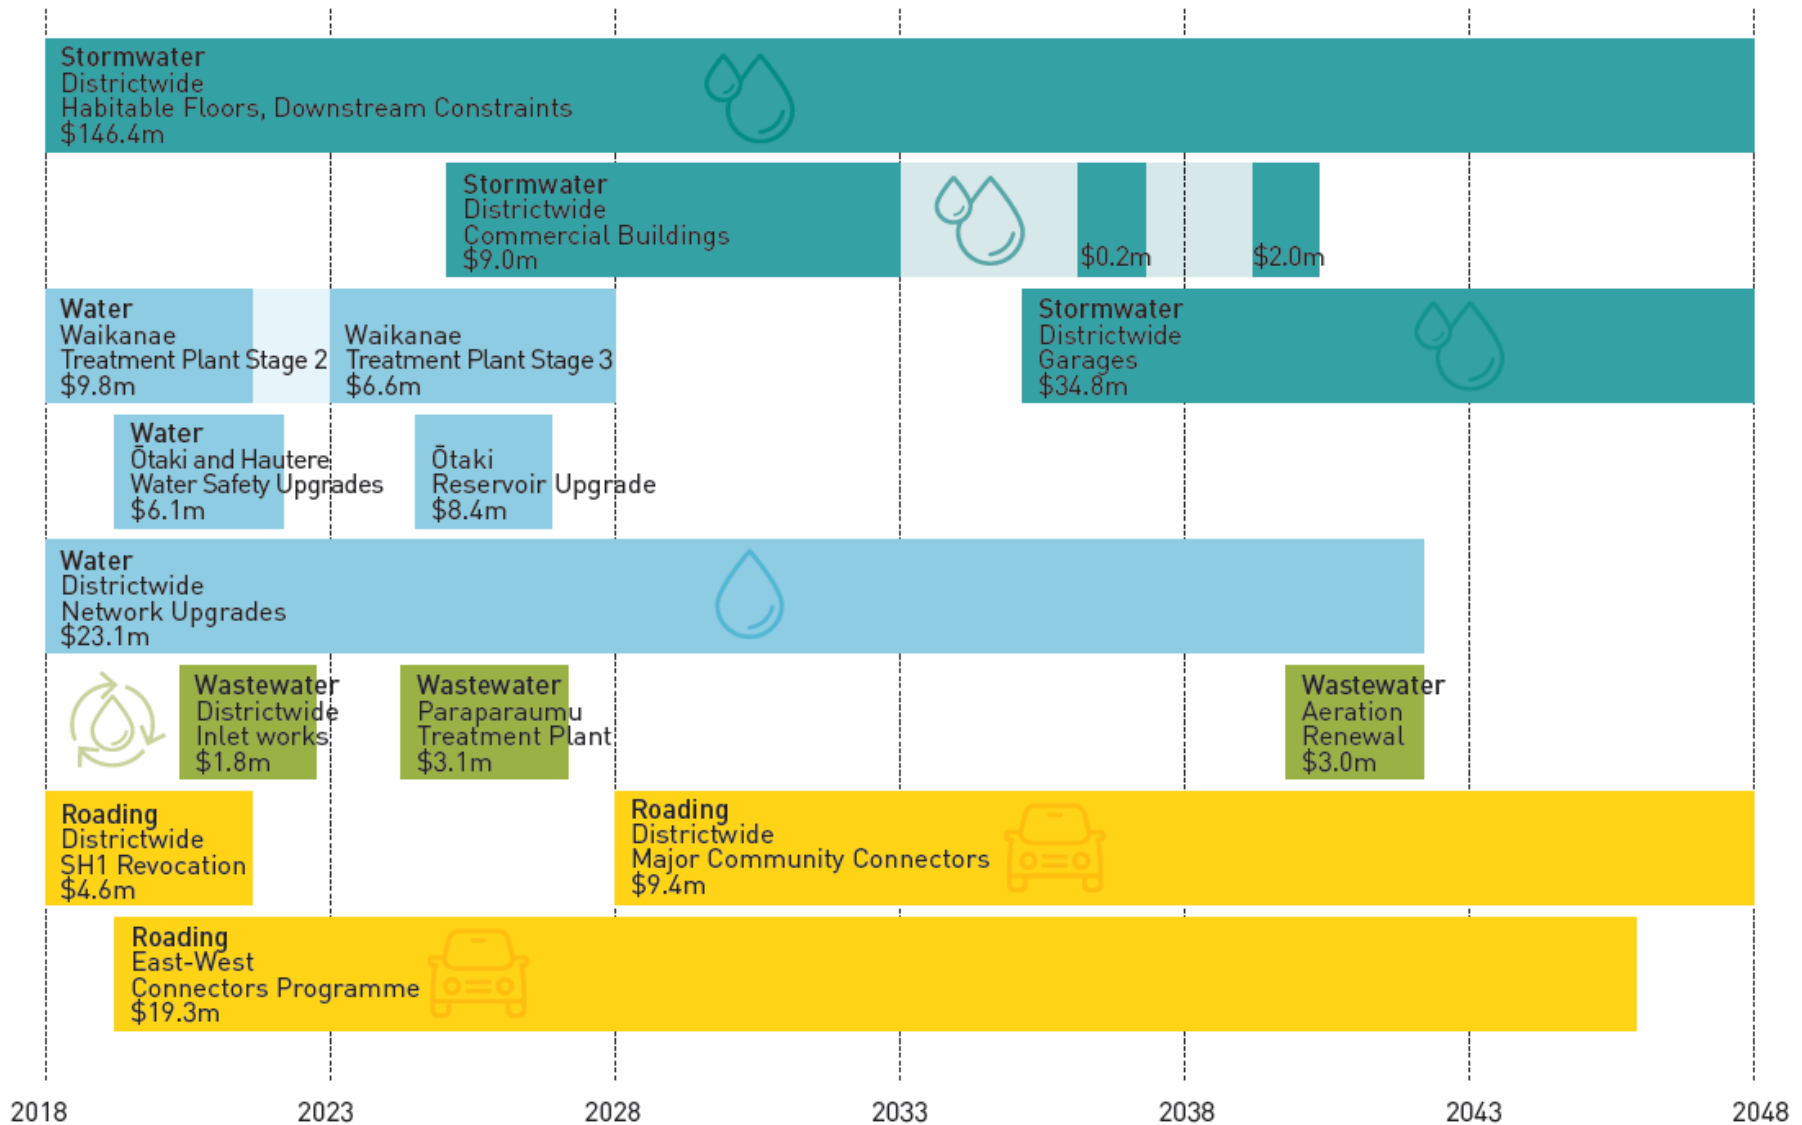 Stormwater
Districtwide
Habitable Floors, Downstream Constraints
$146.4m
Stormwater
Districtwide
Commercial Buildings
$9.0m
$0.2m
$2.0m
Water
Waikanae
Treatment Plant Stage 2
$9.8m
Waikanae
Treatment Plant Stage 3
$6.6m
Stormwater
Districtwide
Garages
$34.8m
Water
Ōtaki and Hautere
Water Safety Upgrades
$6.1m
Ōtaki
Reservoir Upgrade
$8.4m
Water
Districtwide
Network Upgrades
$23.1m
Wastewater
Districtwide
Inlet works
$1.8m
Wastewater
Paraparaumu
Treatment Plant
$3.1m
Wastewater
Aeration
Renewal
$3.0m
Roading
Districtwide
SH1 Revocation
$4.6m
Roading
Districtwide
Major Community Connectors
$9.4m
Roading
East-West
Connectors Programme
$19.3m
2018
2023
2028
2033
2038
2043
2048